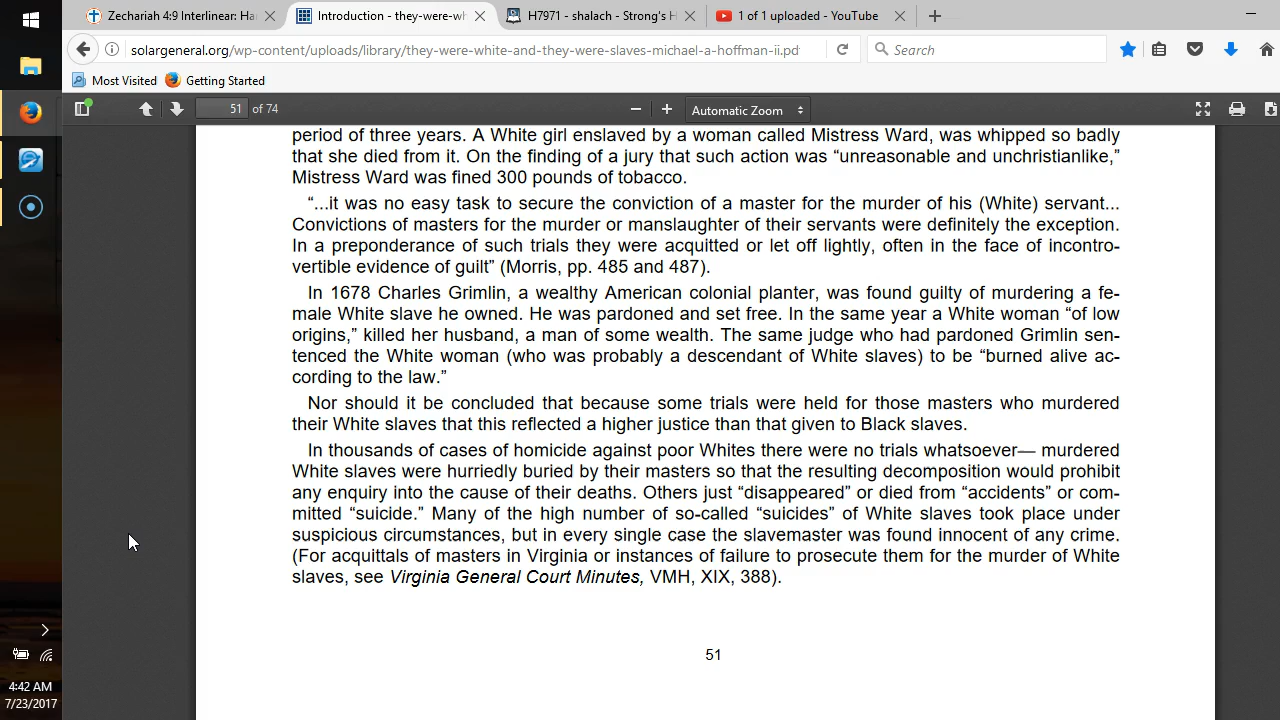 Zechariah 4:9 Interlinear: Ha
Introduction - they-were-wh
H7971 - shalach - Strong's H
1 of 1 uploaded - YouTube
solargeneral.org/wp-content/uploads/library/they-were-white-and-they-were-slaves-michael-a-hoffman-ii.pd
Search
Most Visited
Getting Started
51 of 74
Automatic Zoom
period of three years. A White girl enslaved by a woman called Mistress Ward, was whipped so badly
that she died from it. On the finding of a jury that such action was “unreasonable and unchristianlike,”
Mistress Ward was fined 300 pounds of tobacco.
“...it was no easy task to secure the conviction of a master for the murder of his (White) servant...
Convictions of masters for the murder or manslaughter of their servants were definitely the exception.
In a preponderance of such trials they were acquitted or let off lightly, often in the face of incontro-
vertible evidence of guilt” (Morris, pp. 485 and 487).
In 1678 Charles Grimlin, a wealthy American colonial planter, was found guilty of murdering a fe-
male White slave he owned. He was pardoned and set free. In the same year a White woman “of low
origins,” killed her husband, a man of some wealth. The same judge who had pardoned Grimlin sen-
tenced the White woman (who was probably a descendant of White slaves) to be “burned alive ac-
cording to the law.”
Nor should it be concluded that because some trials were held for those masters who murdered
their White slaves that this reflected a higher justice than that given to Black slaves.
In thousands of cases of homicide against poor Whites there were no trials whatsoever— murdered
White slaves were hurriedly buried by their masters so that the resulting decomposition would prohibit
any enquiry into the cause of their deaths. Others just “disappeared” or died from “accidents” or com-
mitted “suicide.” Many of the high number of so-called “suicides” of White slaves took place under
suspicious circumstances, but in every single case the slavemaster was found innocent of any crime.
(For acquittals of masters in Virginia or instances of failure to prosecute them for the murder of White
slaves, see Virginia General Court Minutes, VMH, XIX, 388).
51
4:42 AM
7/23/2017